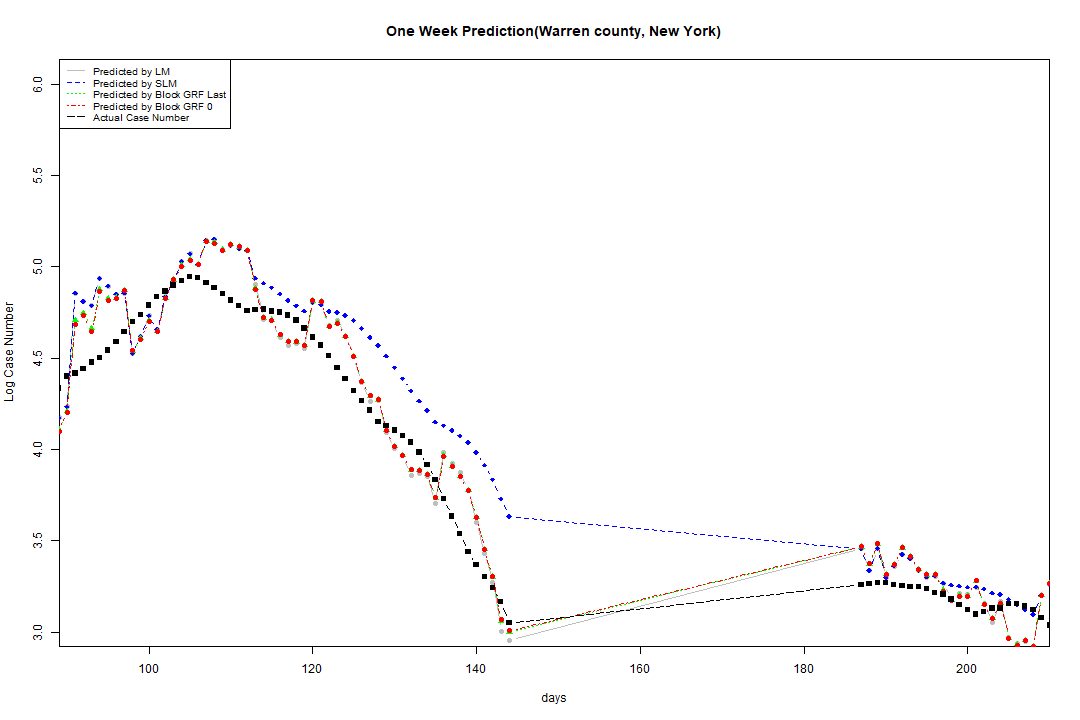 One Week Prediction(Warren county, New York)
Predicted by LM
Predicted by SLM
Predicted by Block GRF Last
Predicted by Block GRF 0
Actual Case Number
6.0
5.5
5.0
4.5
4.0
3.5
3.0
Log Case Number
100 120 140 160 180 200
days